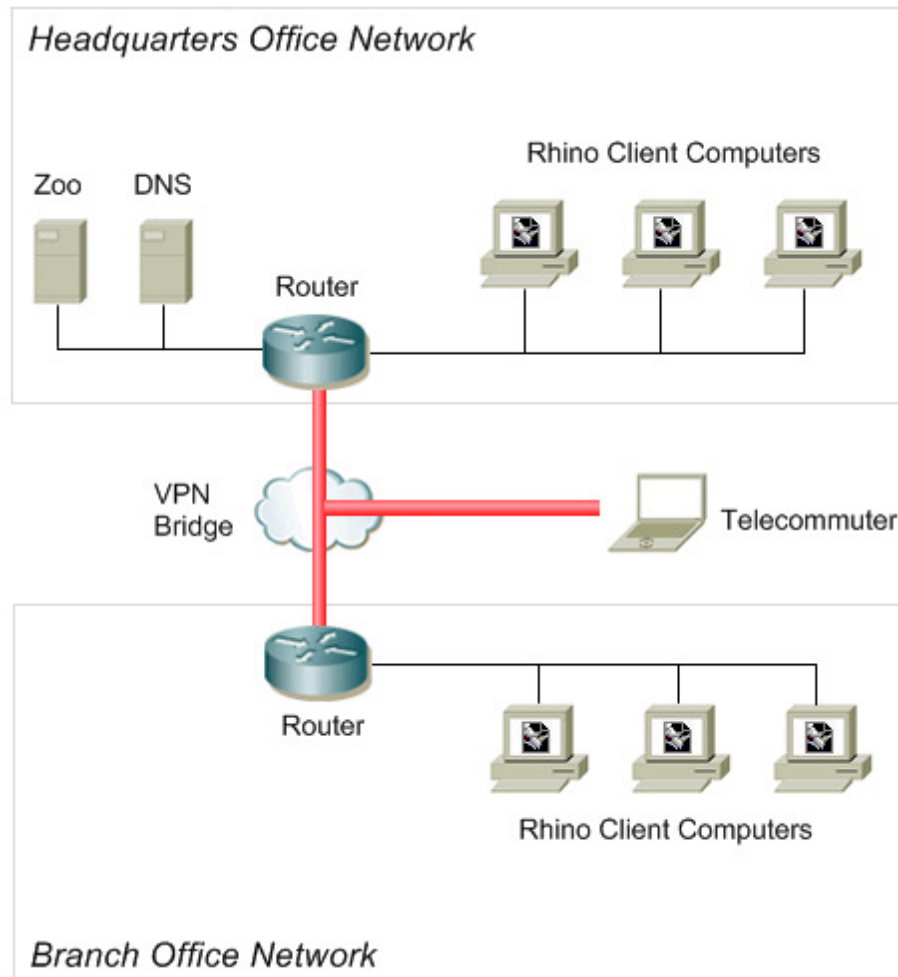 Headquarters Office Network
Rhino Client Computers
Zoo
DNS
Router
VPN
Bridge
Telecommuter
Router
Rhino Client Computers
Branch Office Network